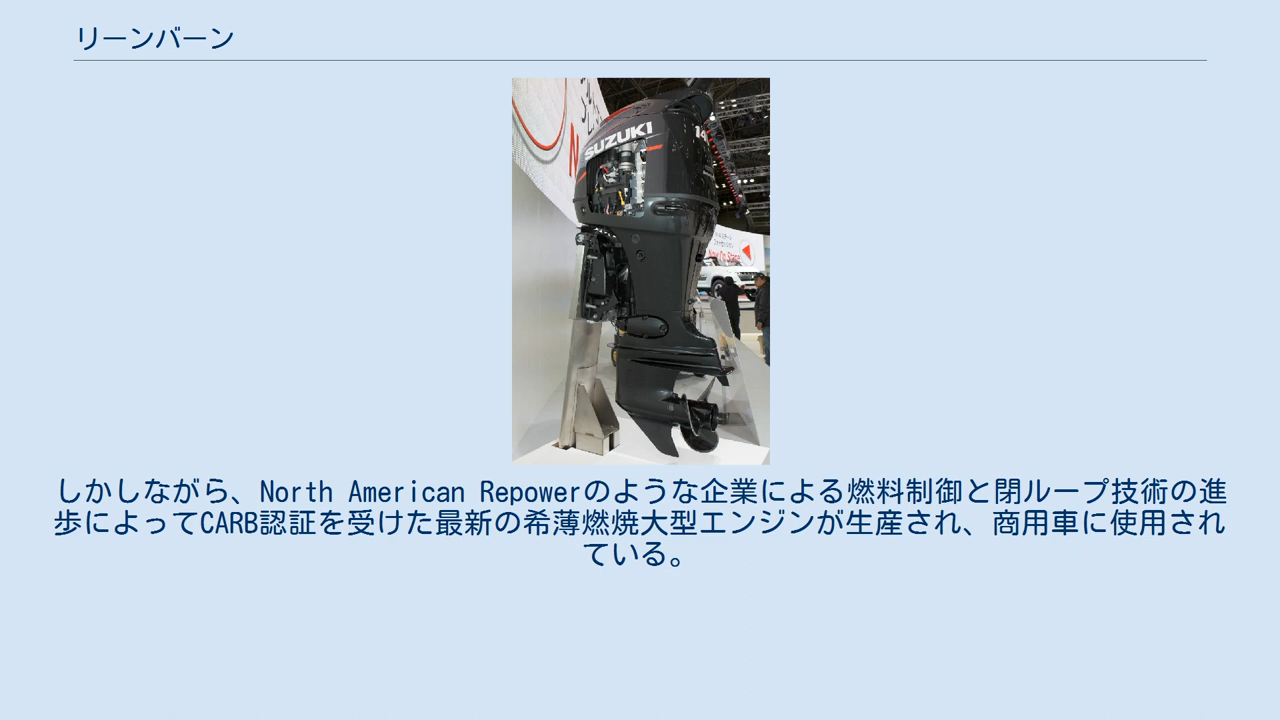 リーンバーン
SUZUKI
14
N
しかしながら、North American Repowerのような企業による燃料制御と閉ループ技術の進
歩によってCARB認証を受けた最新の希薄燃焼大型エンジンが生産され、商用車に使用され
ている。